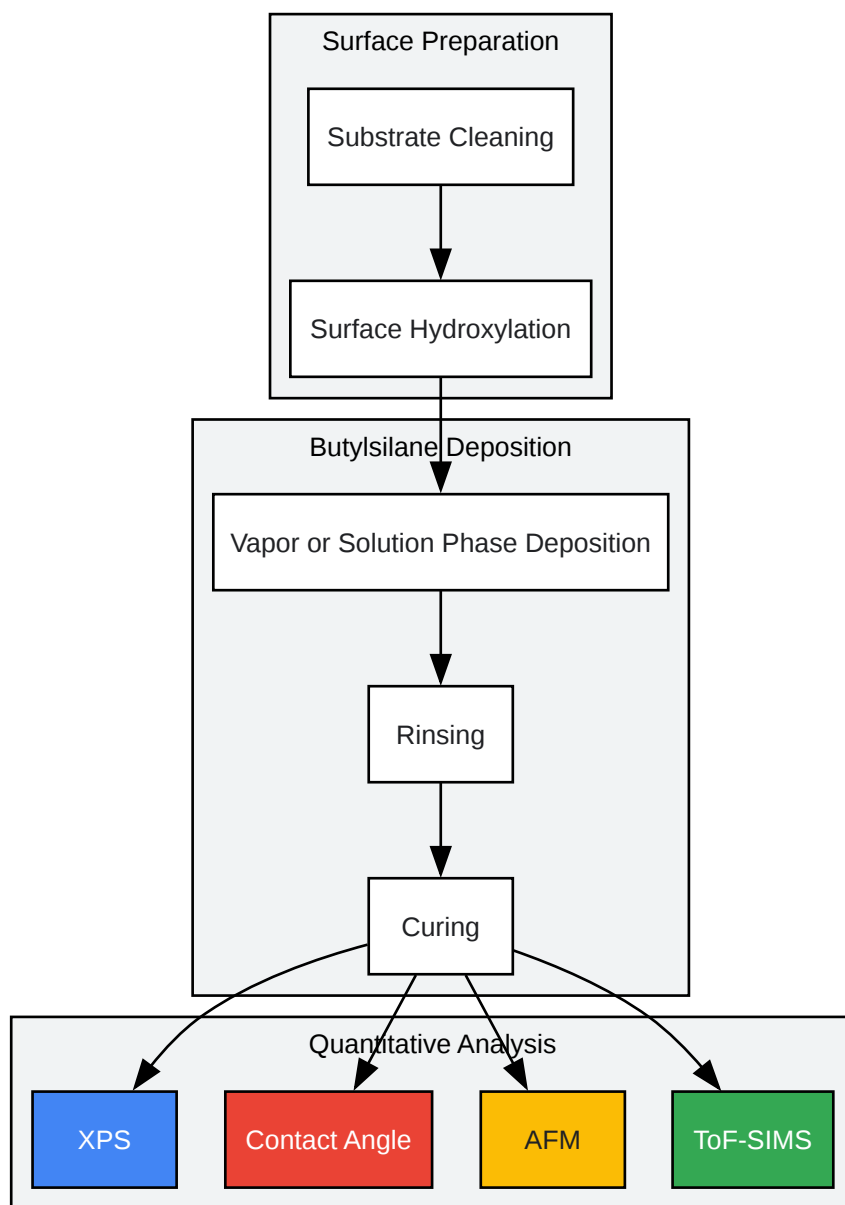 Surface Preparation
Substrate Cleaning
Surface Hydroxylation
Butylsilane Deposition
Vapor or Solution Phase Deposition
Rinsing
Curing
Quantitative Analysis
XPS
Contact Angle
AFM
ToF-SIMS